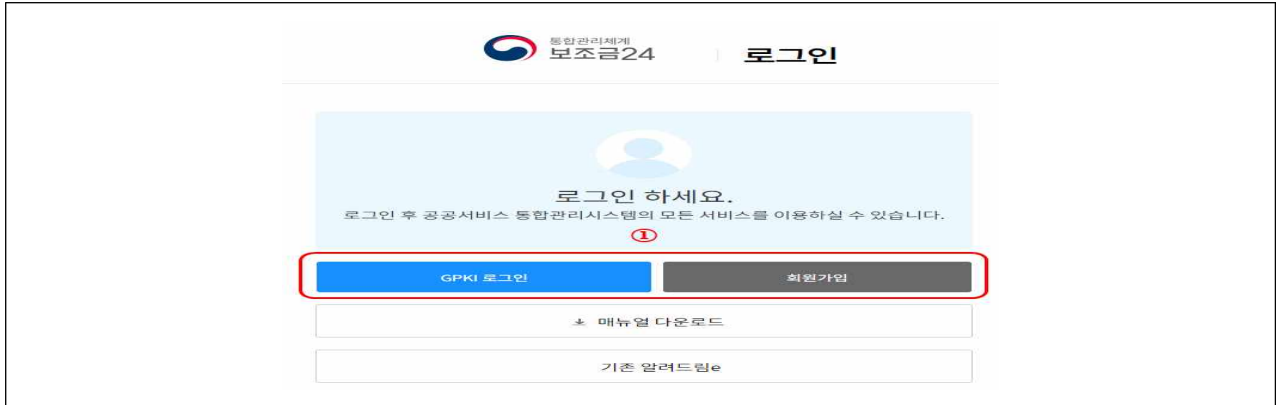 통합관리체계
보조금24
로그인
로그인 하세요.
로그인 후 공공서비스 통합관리시스템의 모든 서비스를 이용하실 수 있습니다.
①
GPKI 로그인
회원가입
매뉴얼 다운로드
기존 알려드림e